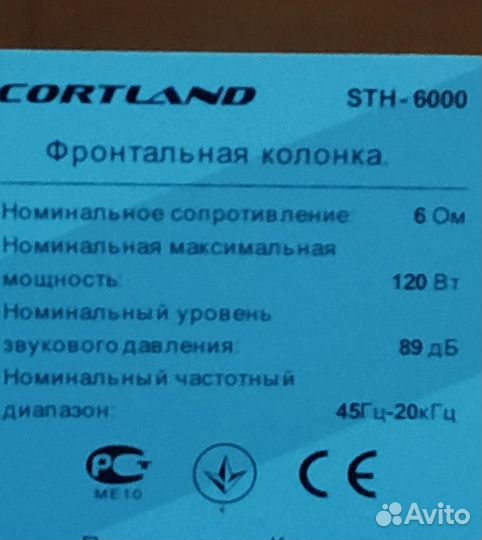 CORTLAND STH-6000
Фронтальная колонка.
Номинальное сопротивление: 6 Ом
Номинальная максимальная
мощность: 120 Вт
Номинальный уровень
звукового давления: 89 дБ
Номинальный частотный
диапазон: 45Гц-20кГц
РСТ CE
МЕ10
Avito